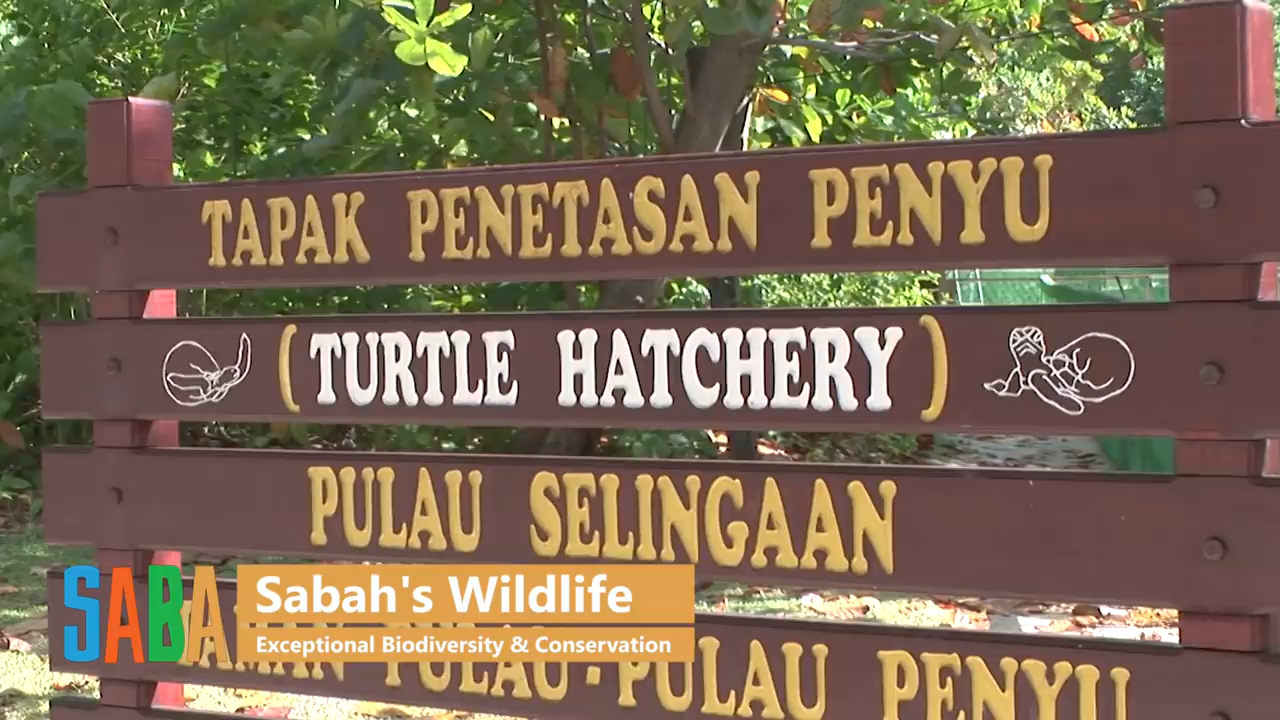 TAPAK PENETASAN PENYU
(TURTLE HATCHERY)
PULAU SELINGAAN
SABA
Sabah's Wildlife
Exceptional Biodiversity & Conservation
PULAU-PULAU PENYU